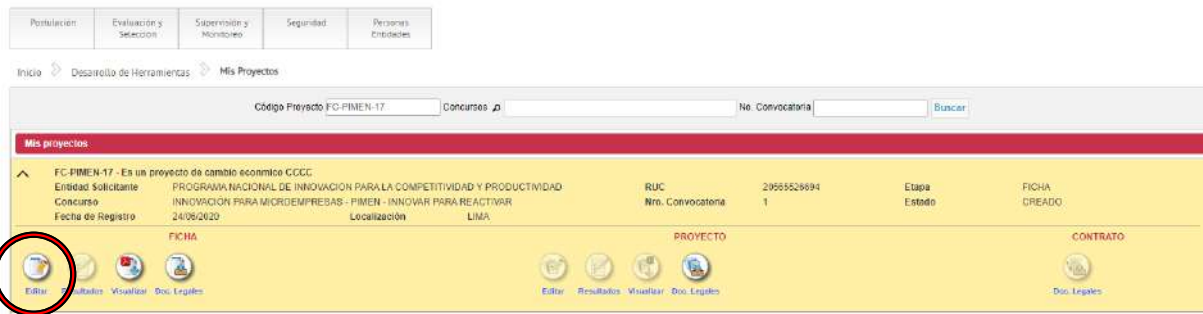 Postulación Evaluación y Selección Supervisión y Monitoreo Seguridad Personas Entidades
Inicio Desarrollo de Herramientas Mis Proyectos
Código Proyecto FC-PIMEN-17 Concursos No. Convocatoria Buscar
Mis proyectos
FC-PIMEN-17 - Es un proyecto de cambio econmico CCCC
Entidad Solicitante PROGRAMA NACIONAL DE INNOVACION PARA LA COMPETITIVIDAD Y PRODUCTIVIDAD RUC 20565526694 Etapa FICHA
Concurso INNOVACIÓN PARA MICROEMPRESAS - PIMEN - INNOVAR PARA REACTIVAR Nro. Convocatoria 1 Estado CREADO
Fecha de Registro 24/06/2020 Localización LIMA
FICHA PROYECTO CONTRATO
Editar Resultados Visualizar Doc. Legales Editar Resultados Visualizar Doc. Legales Doc. Legales